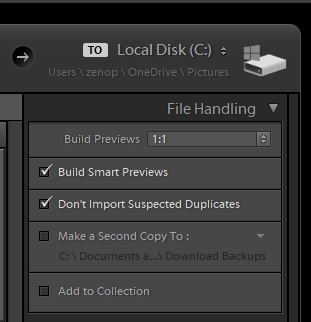 TO Local Disk (C:)
Users \ zenop \ OneDrive \ Pictures
File Handling
Build Previews 1:1
Build Smart Previews
Don't Import Suspected Duplicates
Make a Second Copy To :
C: \ Documents a...\ Download Backups
Add to Collection